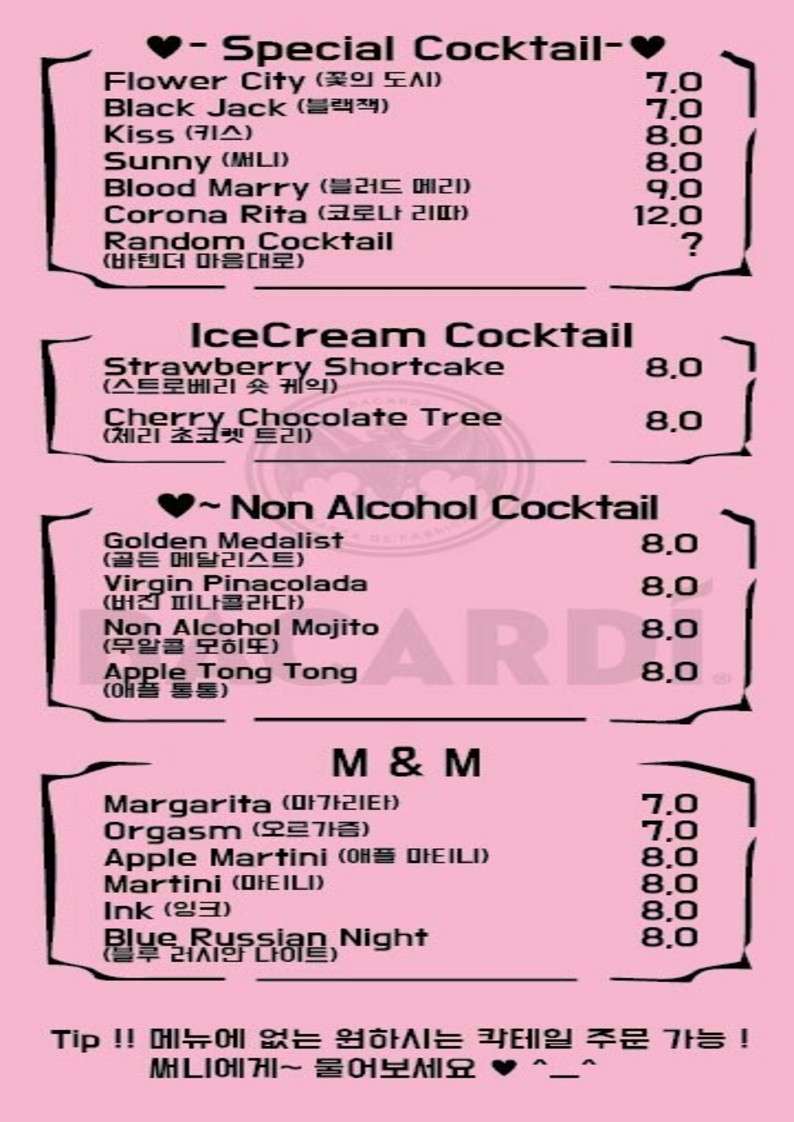 ♥- Special Cocktail-♥
Flower City (꽃의 도시) 7.0
Black Jack (블랙잭) 7.0
Kiss (키스) 8.0
Sunny (써니) 8.0
Blood Marry (블러드 메리) 9.0
Corona Rita (코로나 리따) 12.0
Random Cocktail ?
(바텐더 마음대로)
IceCream Cocktail
Strawberry Shortcake 8.0
(스트로베리 숏 케익)
Cherry Chocolate Tree 8.0
(체리 초코렛 트리)
♥~ Non Alcohol Cocktail
Golden Medalist 8.0
(골든 메달리스트)
Virgin Pinacolada 8.0
(버진 피나콜라다)
Non Alcohol Mojito 8.0
(무알콜 모히또)
Apple Tong Tong 8.0
(애플 통통)
BACARDÍ®
M & M
Margarita (마가리타) 7.0
Orgasm (오르가즘) 7.0
Apple Martini (애플 마티니) 8.0
Martini (마티니) 8.0
Ink (잉크) 8.0
Blue Russian Night 8.0
(블루 러시안 나이트)
Tip !! 메뉴에 없는 원하시는 칵테일 주문 가능 !
써니에게~ 물어보세요 ♥ ^__^